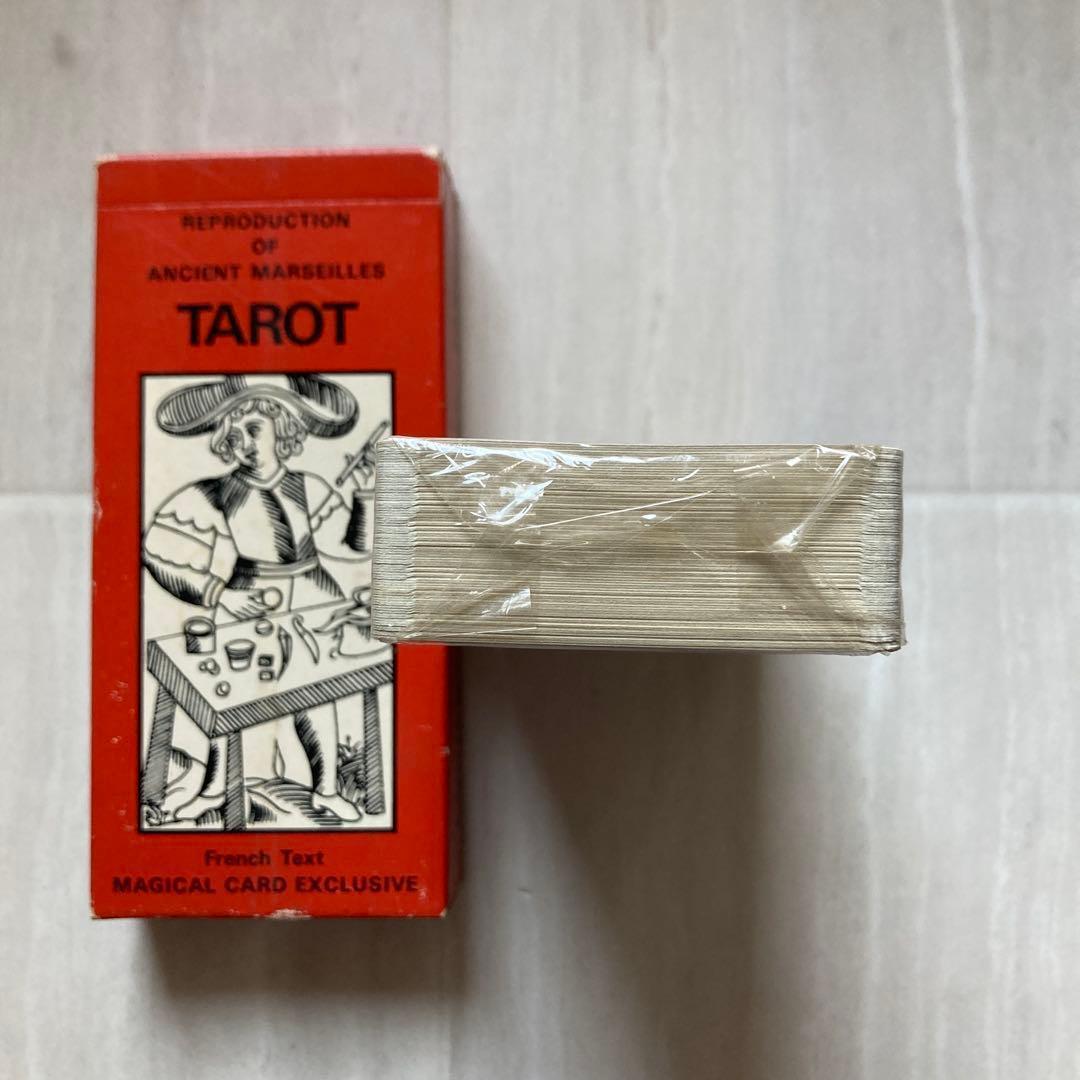 REPRODUCTION
OF
ANCIENT MARSEILLES
TAROT
French Text
MAGICAL CARD EXCLUSIVE